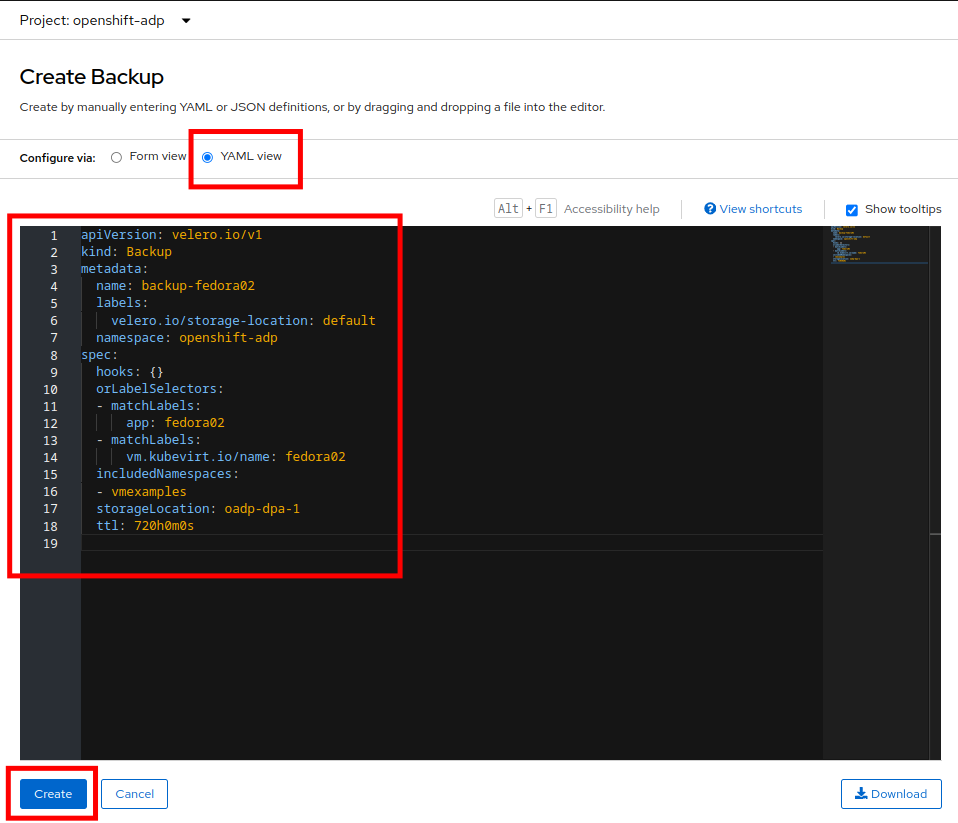 Project: openshift-adp
Create Backup
Create by manually entering YAML or JSON definitions, or by dragging and dropping a file into the editor.
Configure via: Form view YAML view
Alt + F1 Accessibility help View shortcuts Show tooltips
1 apiVersion: velero.io/v1
2 kind: Backup
3 metadata:
4   name: backup-fedora02
5   labels:
6     velero.io/storage-location: default
7   namespace: openshift-adp
8 spec:
9   hooks: {}
10   orLabelSelectors:
11   - matchLabels:
12       app: fedora02
13   - matchLabels:
14       vm.kubevirt.io/name: fedora02
15   includedNamespaces:
16   - vmexamples
17   storageLocation: oadp-dpa-1
18   ttl: 720h0m0s
19
Create Cancel Download